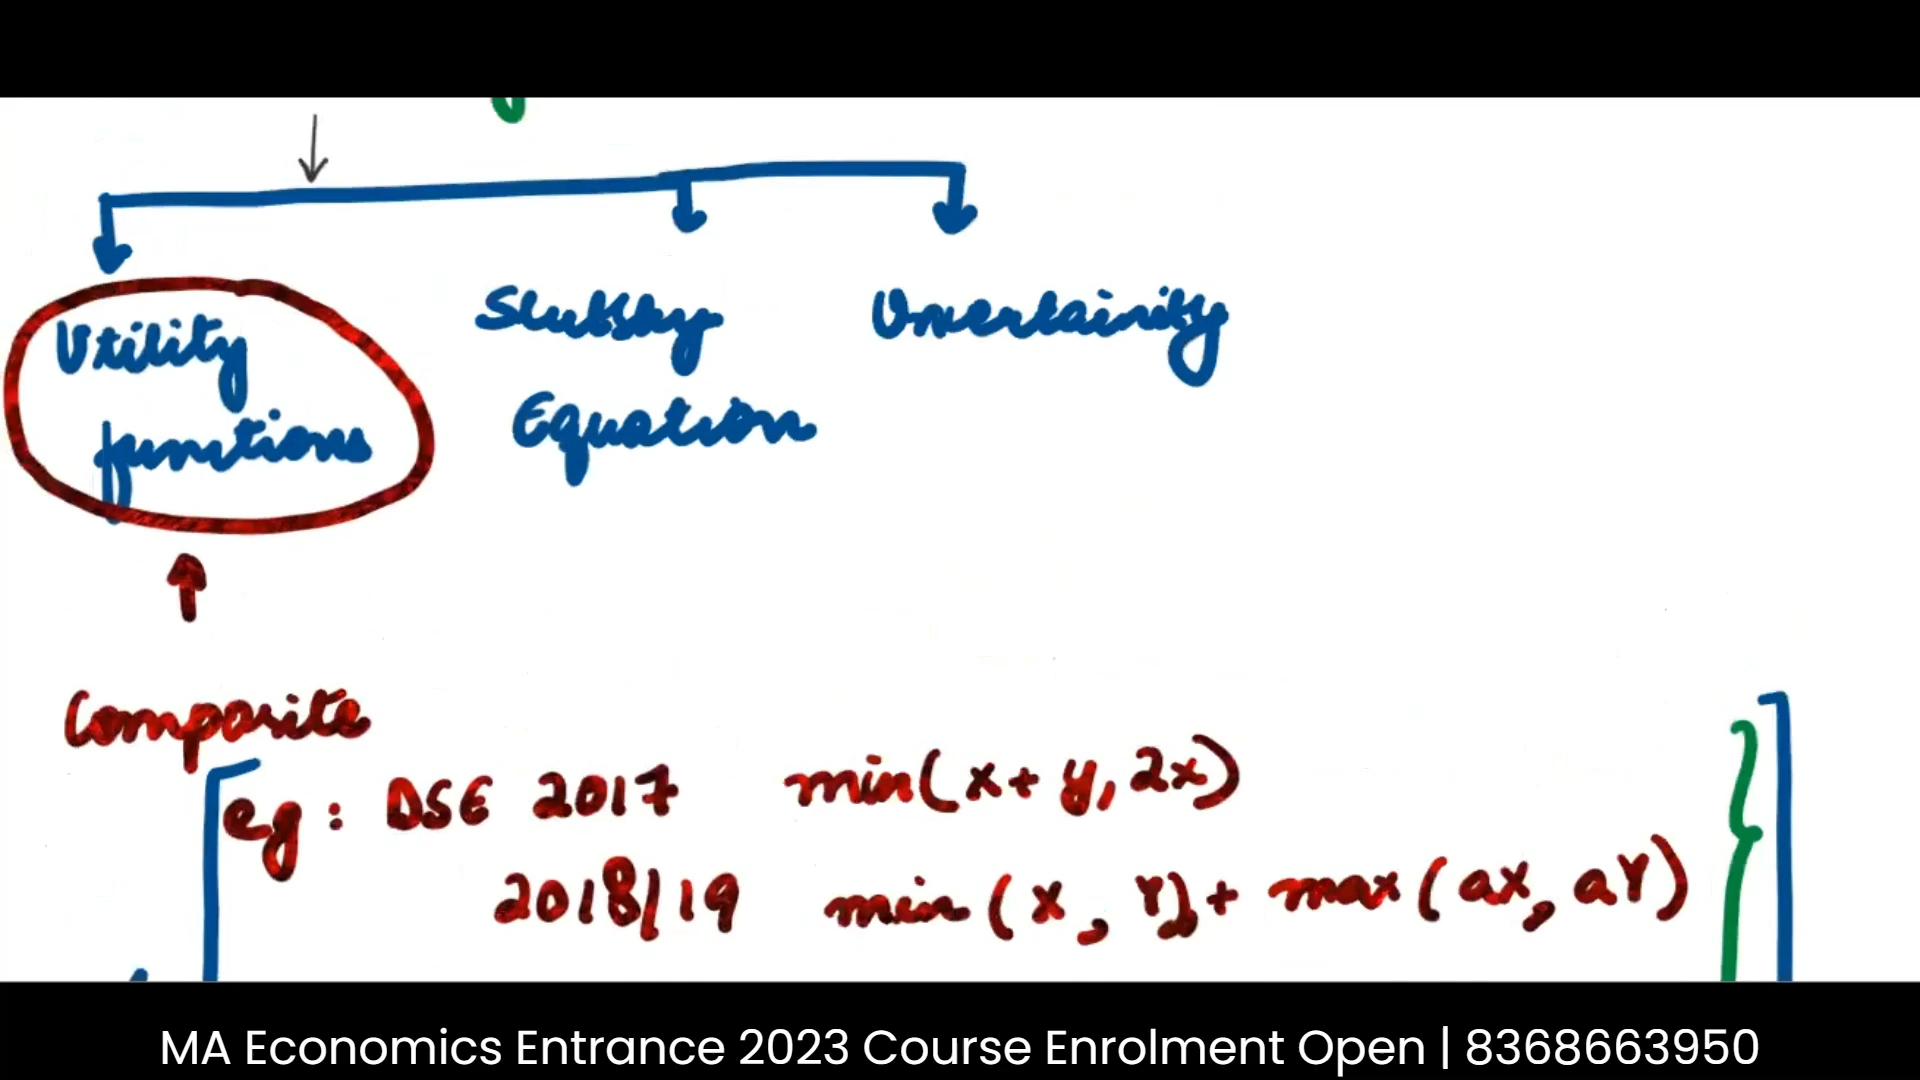 Utility Slutsky Uncertainity
functions Equation
Composite
eg: DSE 2017 min(x+y, 2x)
2018/19 min(X, Y)+ max(aX, aY)
MA Economics Entrance 2023 Course Enrolment Open | 8368663950